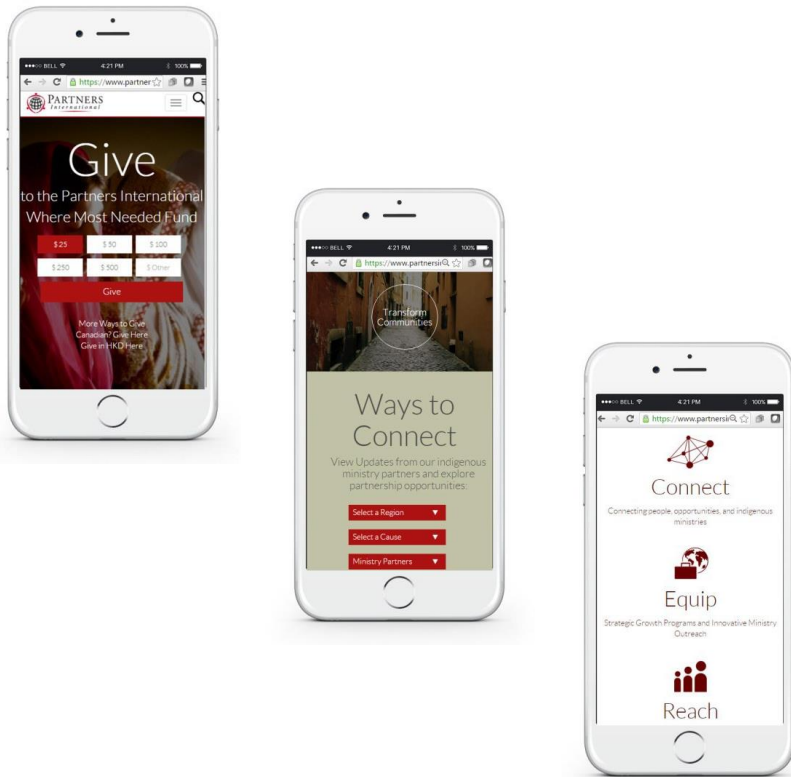 ●●●○○ BELL 4:21 PM 100%
https://www.partner
PARTNERS
International
Give
to the Partners International
Where Most Needed Fund
$ 25 $ 50 $ 100
$ 250 $ 500 $ Other
Give
More Ways to Give
Canadian? Give Here
Give in HKD Here
●●●○○ BELL 4:21 PM 100%
https://www.partnersi
Transform
Communities
Ways to
Connect
View Updates from our indigenous
ministry partners and explore
partnership opportunities:
Select a Region ▼
Select a Cause ▼
Ministry Partners ▼
●●●○○ BELL 4:21 PM 100%
https://www.partnersi
Connect
Connecting people, opportunities, and indigenous
ministries
Equip
Strategic Growth Programs and Innovative Ministry
Outreach
Reach